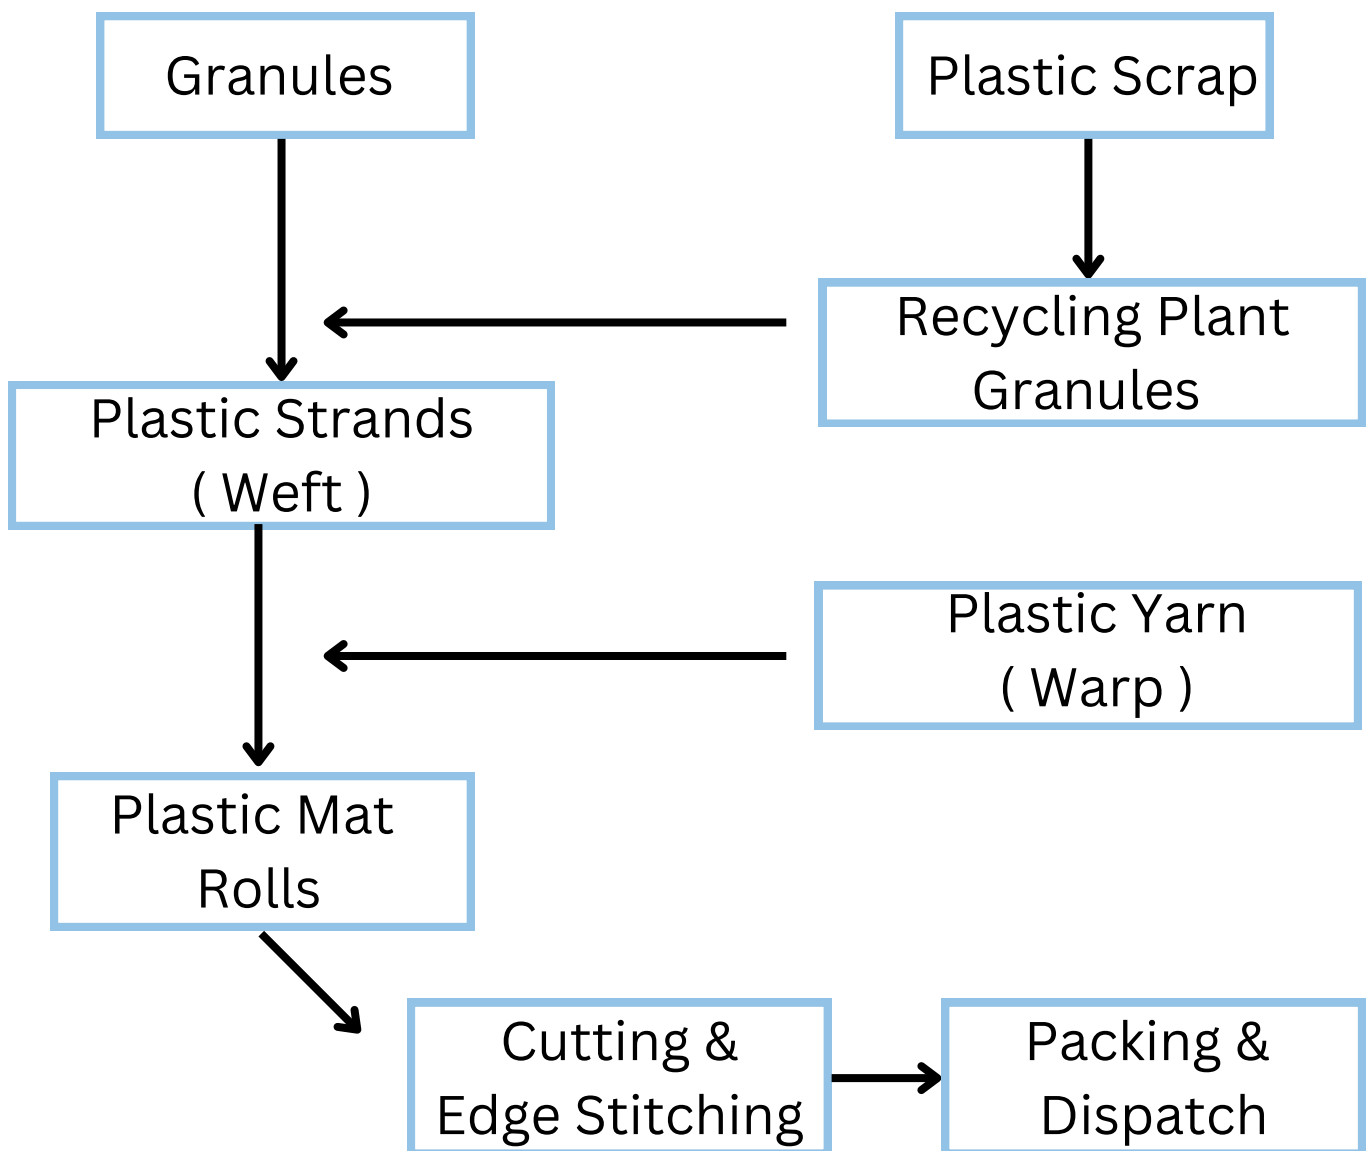 Granules
Plastic Scrap
Recycling Plant
Granules
Plastic Strands
( Weft )
Plastic Yarn
( Warp )
Plastic Mat
Rolls
Cutting &
Edge Stitching
Packing &
Dispatch